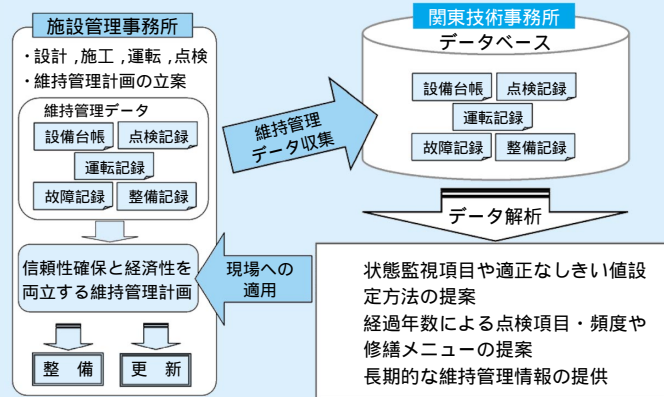 施設管理事務所
・設計,施工,運転,点検
・維持管理計画の立案
維持管理データ
設備台帳 点検記録
運転記録
故障記録 整備記録
信頼性確保と経済性を
両立する維持管理計画
整 備 更 新
維持管理
データ収集
関東技術事務所
データベース
設備台帳 点検記録
運転記録
故障記録 整備記録
データ解析
状態監視項目や適正なしきい値設
定方法の提案
経過年数による点検項目・頻度や
修繕メニューの提案
長期的な維持管理情報の提供
現場への
適用